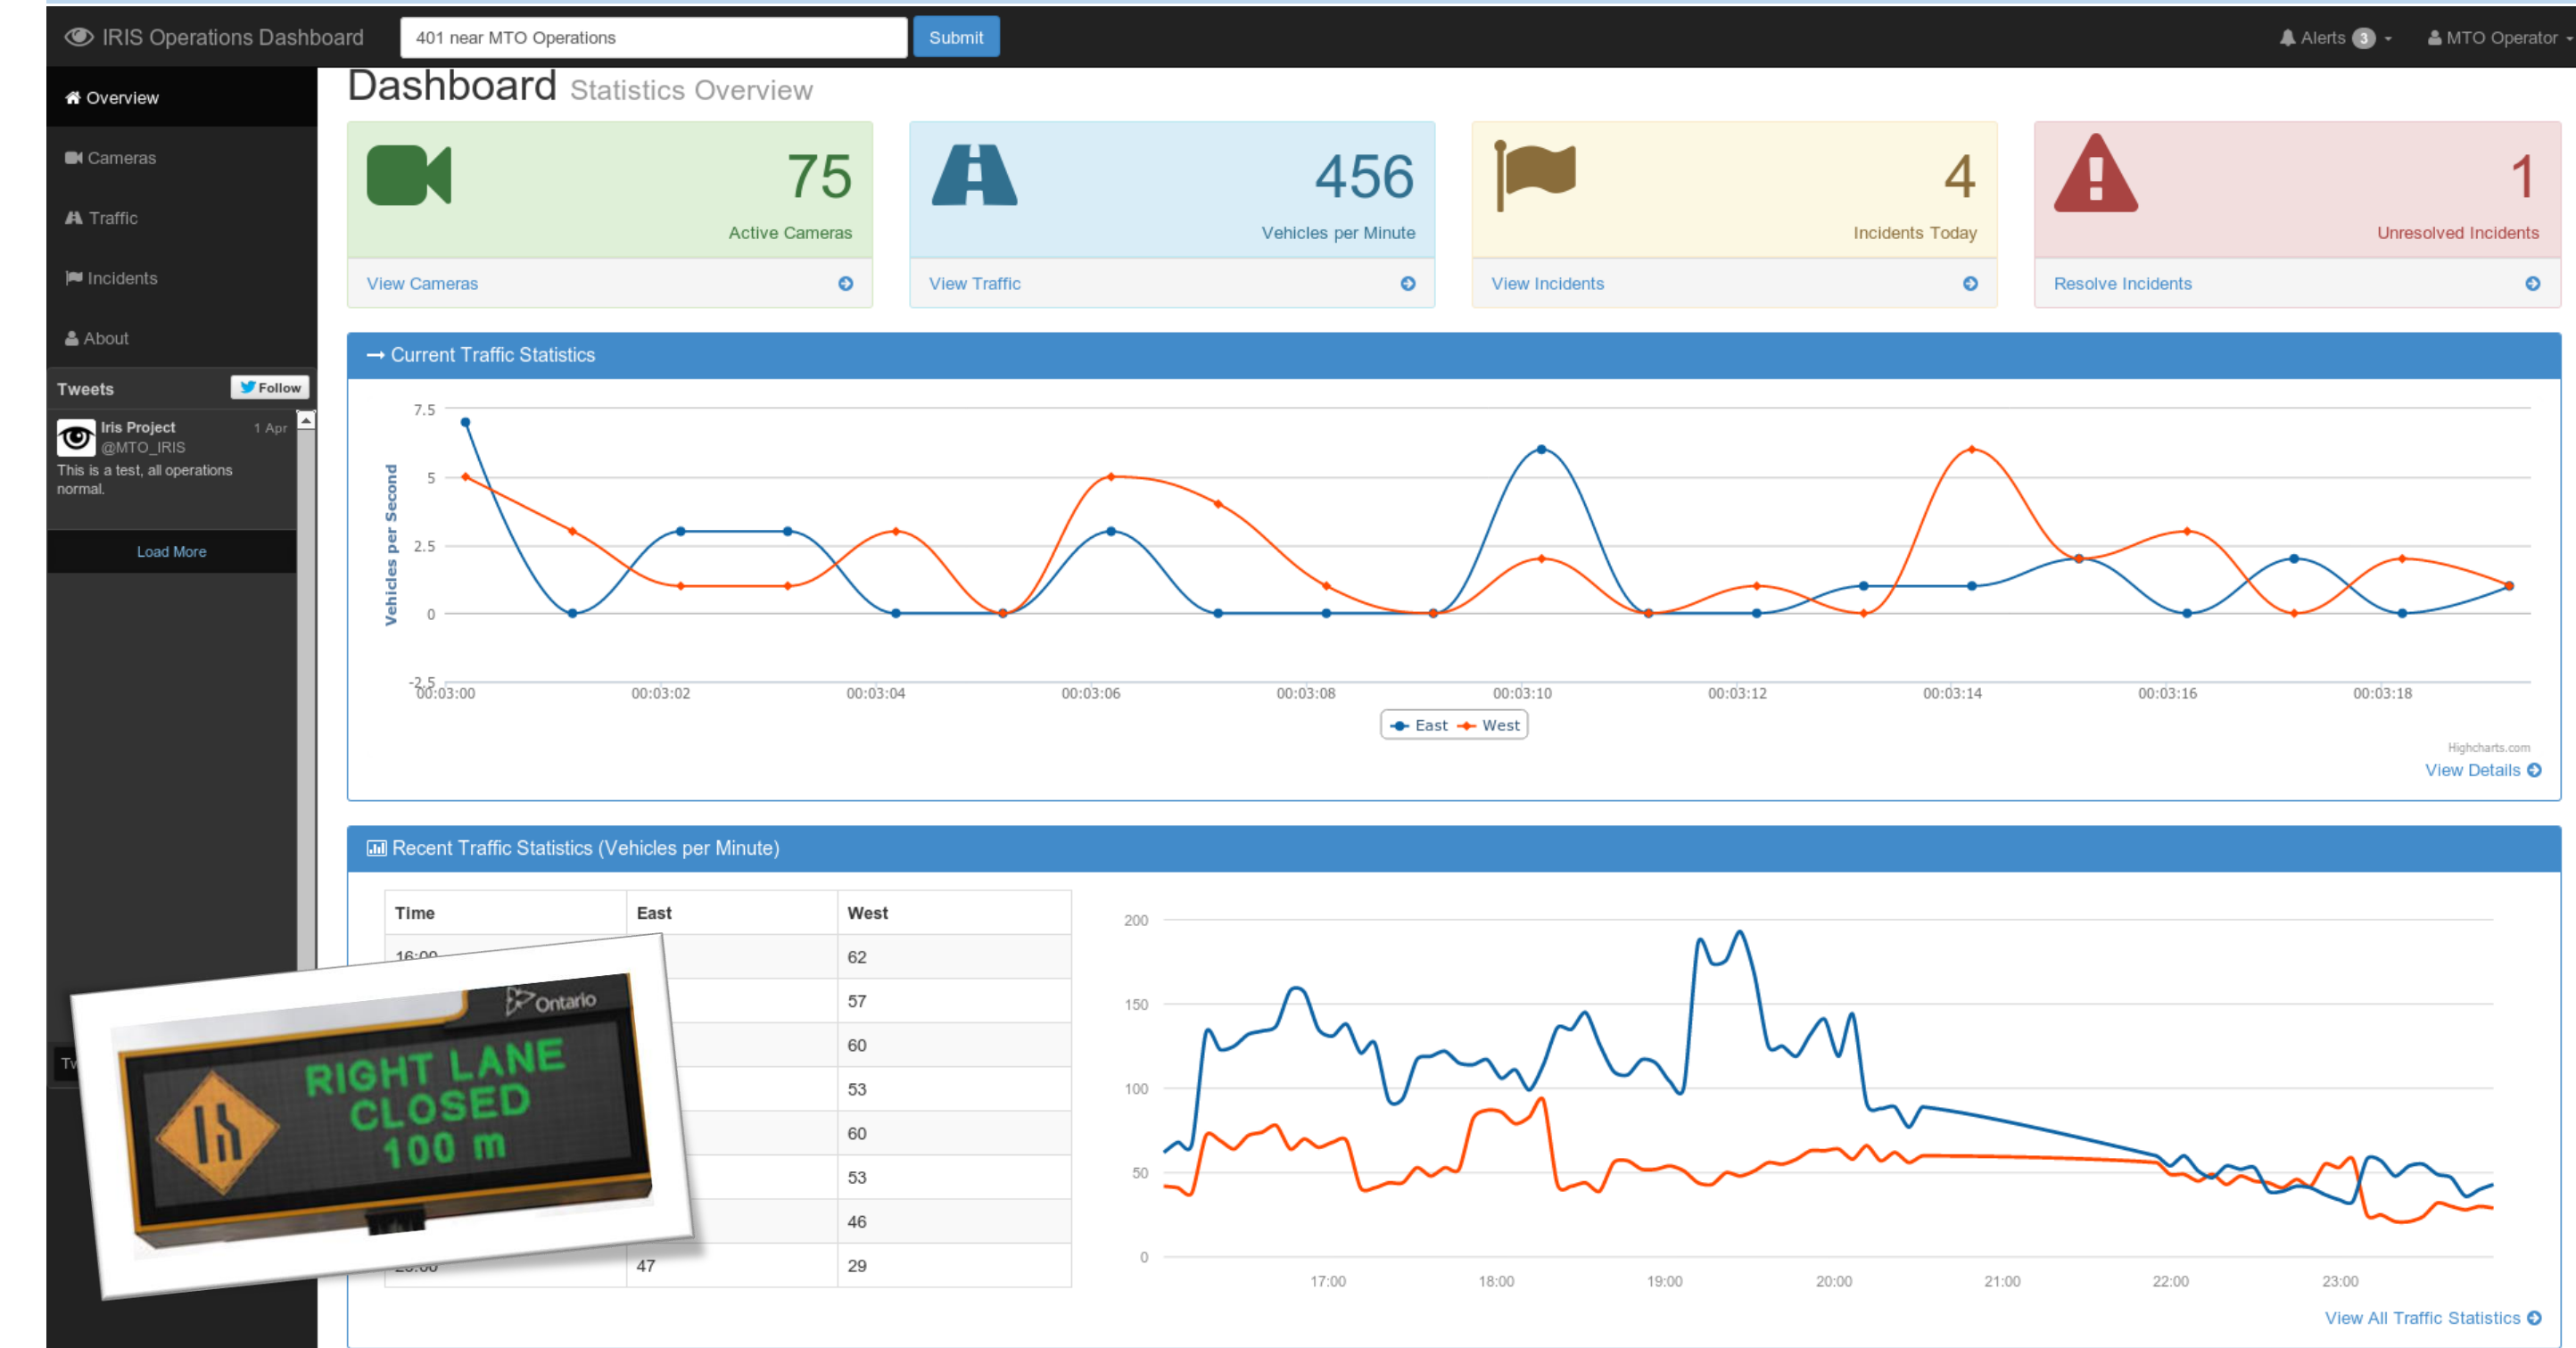 IRIS Operations Dashboard
401 near MTO Operations
Submit
Alerts 3
MTO Operator
Overview
Cameras
Traffic
Incidents
About
Tweets
Follow
Iris Project
1 Apr
@MTO_IRIS
This is a test, all operations
normal.
Load More
Dashboard Statistics Overview
75
Active Cameras
View Cameras
456
Vehicles per Minute
View Traffic
4
Incidents Today
View Incidents
1
Unresolved Incidents
Resolve Incidents
Current Traffic Statistics
Vehicles per Second
7.5
5
2.5
0
-2.5
00:03:00 00:03:02 00:03:04 00:03:06 00:03:08 00:03:10 00:03:12 00:03:14 00:03:16 00:03:18
East West
Highcharts.com
View Details
Recent Traffic Statistics (Vehicles per Minute)
Time East West
16:00 62
57
60
53
60
53
46
47 29
Ontario
RIGHT LANE
CLOSED
100 m
200
150
100
50
0
17:00 18:00 19:00 20:00 21:00 22:00 23:00
View All Traffic Statistics